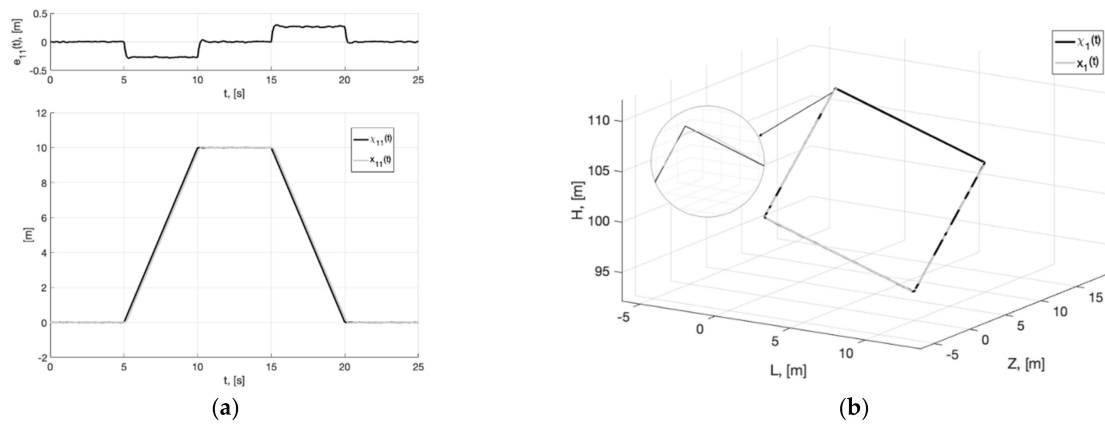 0.5
0
-0.5
e₁₁(t), [m]
0 5 10 15 20 25
t, [s]
12
10
8
6
4
2
0
-2
[m]
χ₁₁(t)
x₁₁(t)
0 5 10 15 20 25
t, [s]
(a)
χ₁(t)
x₁(t)
110
105
100
95
H, [m]
-5 0 5 10
L, [m]
-5 0 5 10 15
Z, [m]
(b)